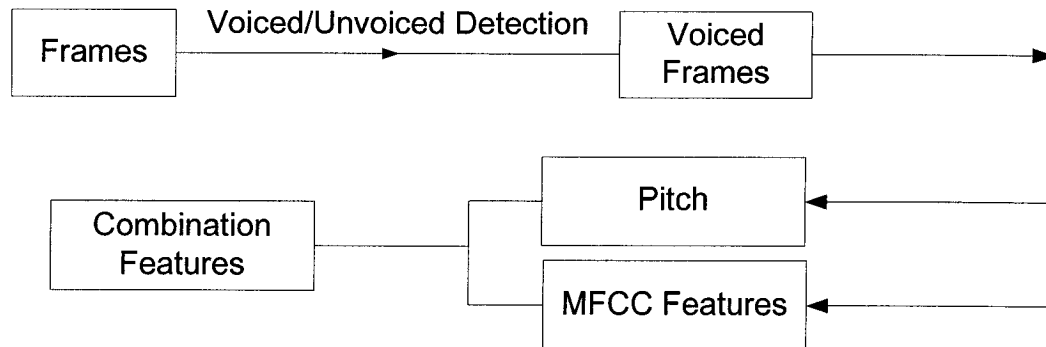 Frames
Voiced/Unvoiced Detection
Voiced
Frames
Pitch
Combination
Features
MFCC Features